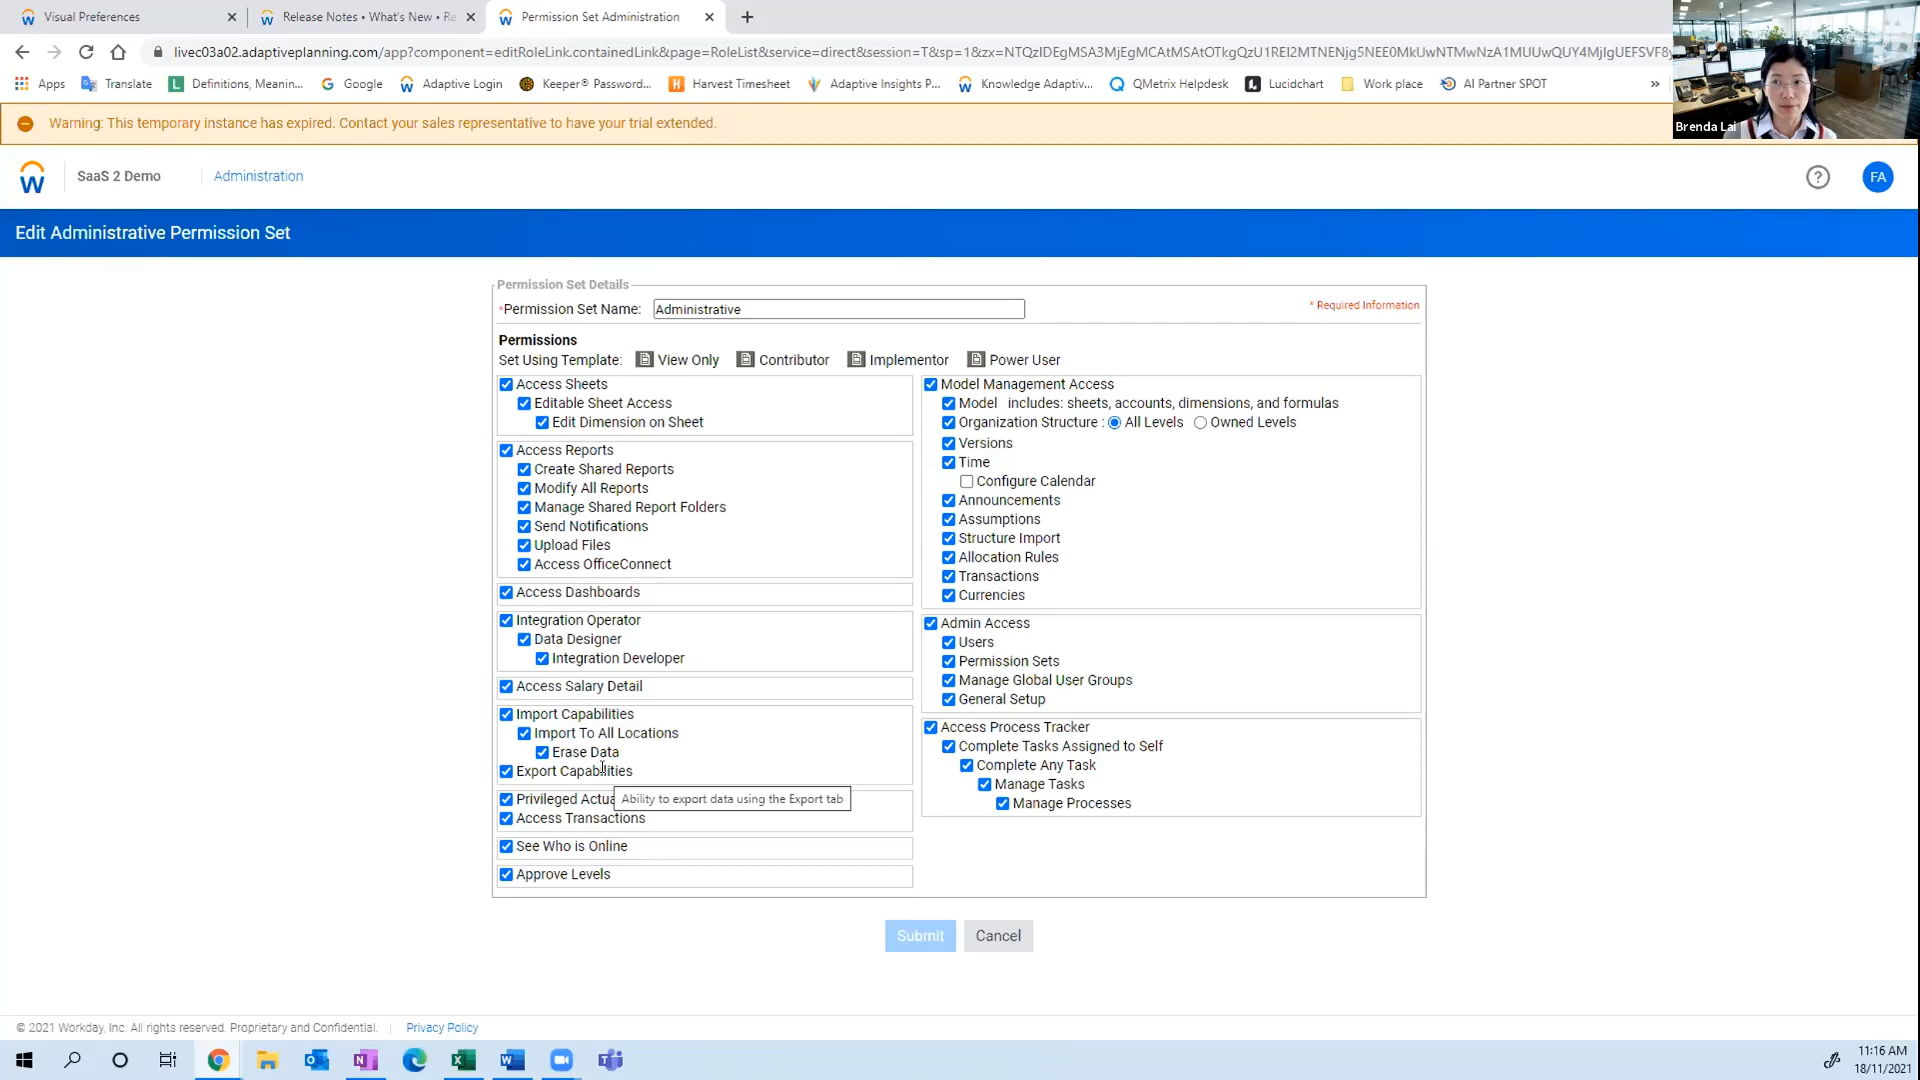 Visual Preferences
Release Notes • What's New • Re
Permission Set Administration
livec03a02.adaptiveplanning.com/app?component=editRoleLink.containedLink&page=RoleList&service=direct&session=T&sp=1&zx=
Apps
Translate
Definitions, Meanin...
Google
Adaptive Login
Keeper® Password...
Harvest Timesheet
Adaptive Insights P...
Knowledge Adaptiv...
QMetrix Helpdesk
Lucidchart
Work place
AI Partner SPOT
»
Brenda Lai
Warning: This temporary instance has expired. Contact your sales representative to have your trial extended.
SaaS 2 Demo
Administration
?
FA
Edit Administrative Permission Set
Permission Set Details
*Permission Set Name: Administrative
* Required Information
Permissions
Set Using Template: View Only Contributor Implementor Power User
Access Sheets
Editable Sheet Access
Edit Dimension on Sheet
Access Reports
Create Shared Reports
Modify All Reports
Manage Shared Report Folders
Send Notifications
Upload Files
Access OfficeConnect
Access Dashboards
Integration Operator
Data Designer
Integration Developer
Access Salary Detail
Import Capabilities
Import To All Locations
Erase Data
Export Capabilities
Privileged Actua
Ability to export data using the Export tab
Access Transactions
See Who is Online
Approve Levels
Model Management Access
Model includes: sheets, accounts, dimensions, and formulas
Organization Structure : All Levels Owned Levels
Versions
Time
Configure Calendar
Announcements
Assumptions
Structure Import
Allocation Rules
Transactions
Currencies
Admin Access
Users
Permission Sets
Manage Global User Groups
General Setup
Access Process Tracker
Complete Tasks Assigned to Self
Complete Any Task
Manage Tasks
Manage Processes
Submit
Cancel
© 2021 Workday, Inc. All rights reserved. Proprietary and Confidential.
Privacy Policy
11:16 AM
18/11/2021